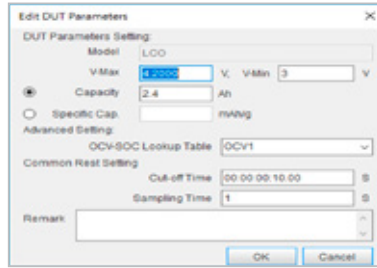 Edit DUT Parameters
DUT Parameters Setting:
Model LCO
V-Max 4.2000 V, V-Min 3 V
Capacity 2.4 Ah
Specific Cap. mAh/g
Advanced Setting:
OCV-SOC Lookup Table OCV1
Common Rest Setting
Cut-off Time 00:00:00:10.00 S
Sampling Time 1 S
Remark
OK Cancel